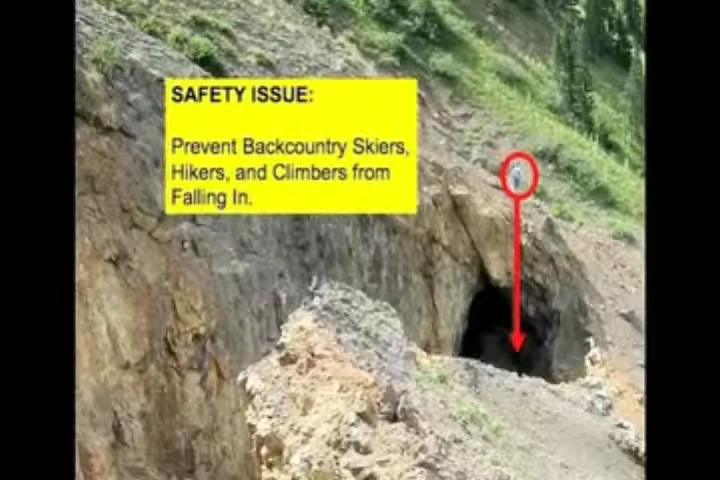 SAFETY ISSUE:
Prevent Backcountry Skiers,
Hikers, and Climbers from
Falling In.